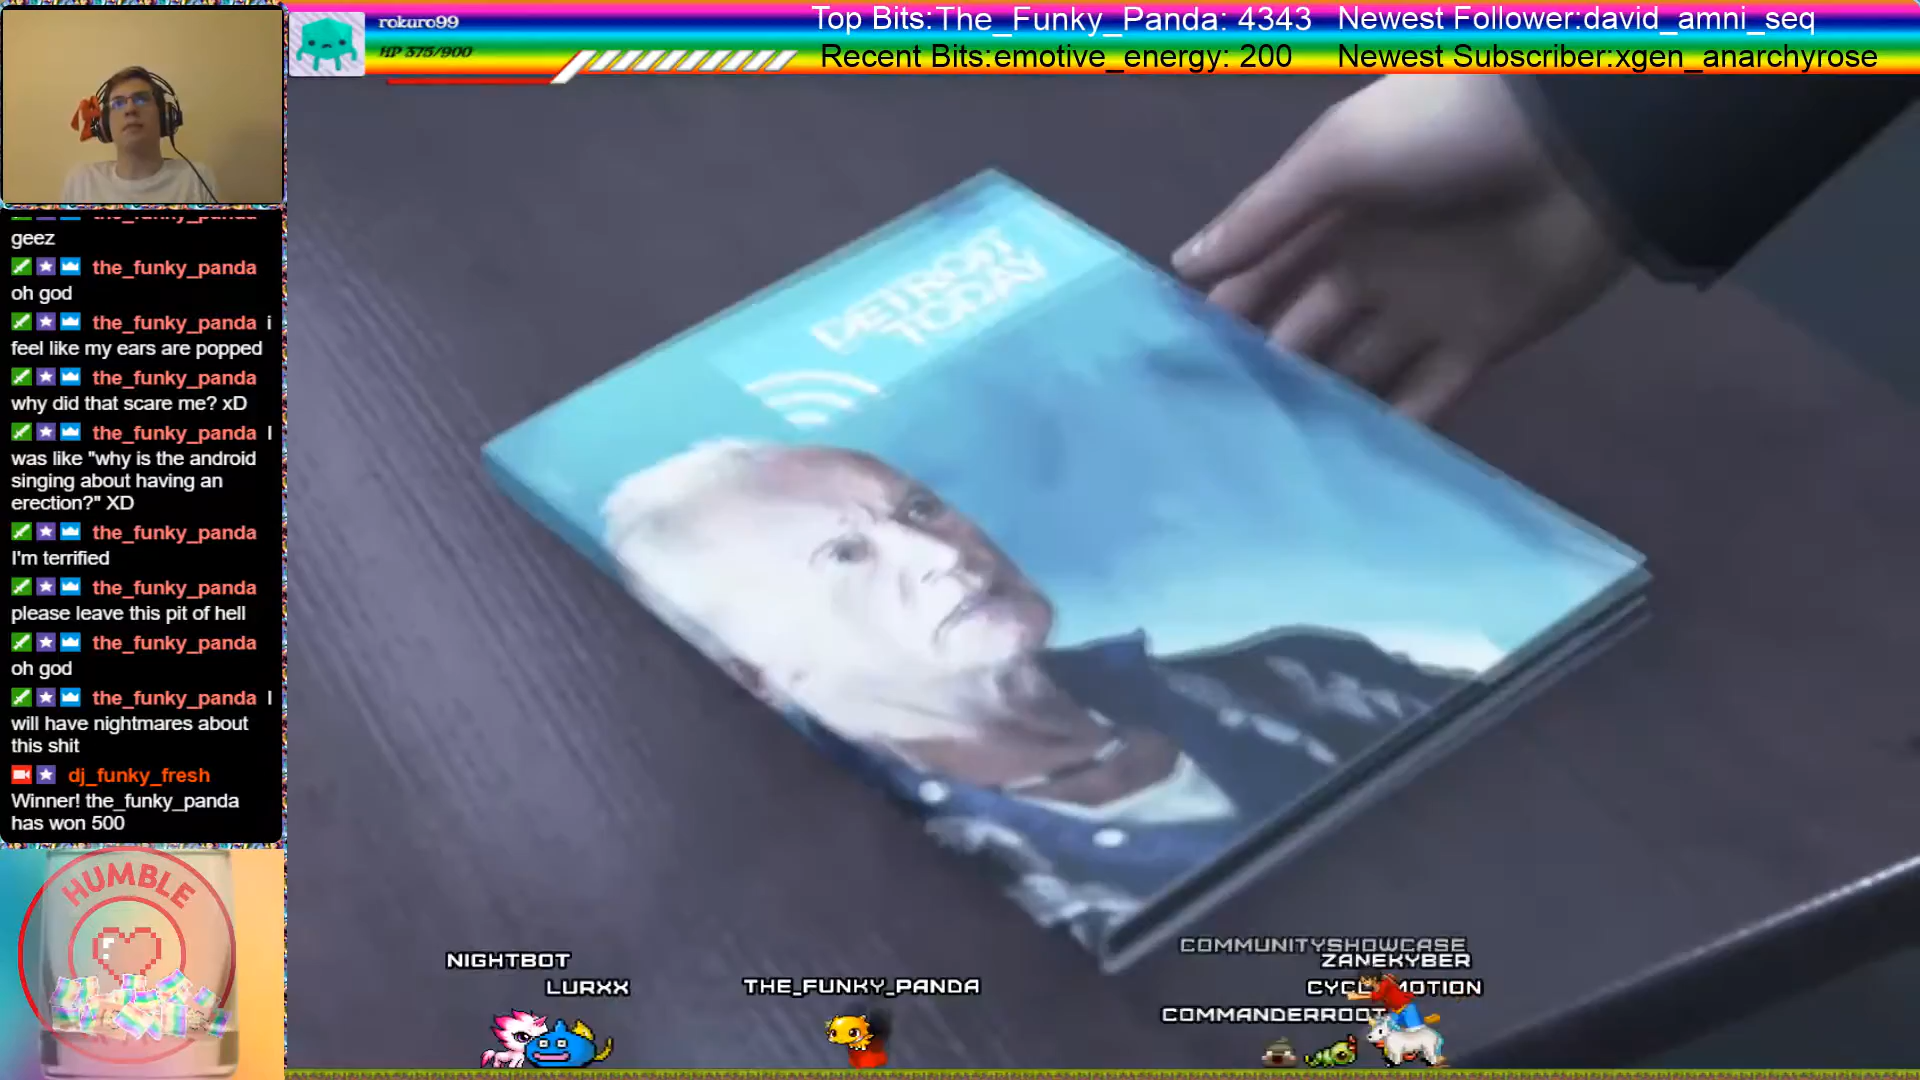 rokuro99
HP 375/900
Top Bits:The_Funky_Panda: 4343
Newest Follower:david_amni_seq
Recent Bits:emotive_energy: 200
Newest Subscriber:xgen_anarchyrose
the_funky_panda
geez
the_funky_panda
oh god
the_funky_panda i
feel like my ears are popped
the_funky_panda
why did that scare me? xD
the_funky_panda I
was like "why is the android
singing about having an
erection?" XD
the_funky_panda
I'm terrified
the_funky_panda
please leave this pit of hell
the_funky_panda
oh god
the_funky_panda I
will have nightmares about
this shit
dj_funky_fresh
Winner! the_funky_panda
has won 500
DETROIT
TODAY
HUMBLE
NIGHTBOT
LURXX
THE_FUNKY_PANDA
COMMUNITYSHOWCASE
ZANEKYBER
COMMANDERROOT